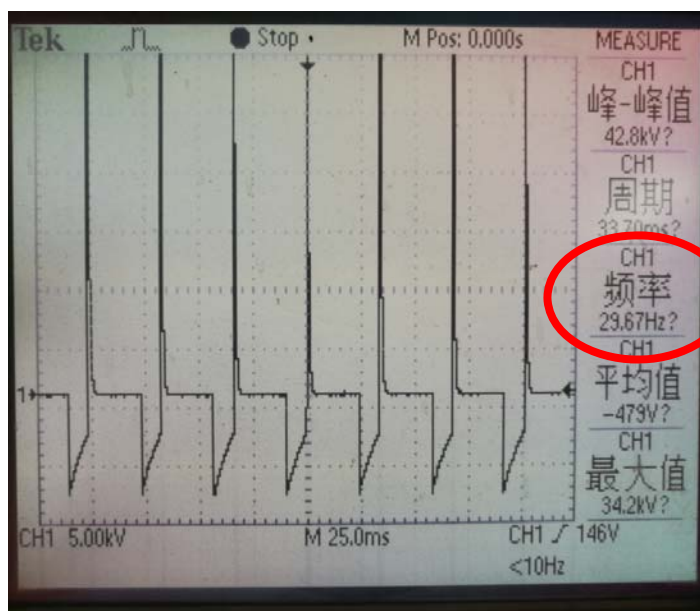 Tek
Stop
M Pos: 0.000s
MEASURE
CH1
峰-峰值
42.8kV?
CH1
周期
33.70ms?
CH1
频率
29.67Hz?
CH1
平均值
-479V?
CH1
最大值
34.2kV?
1
CH1 5.00kV
M 25.0ms
CH1 146V
<10Hz